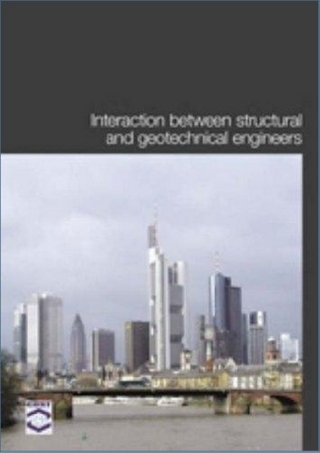 Interaction between structural
and geotechnical engineers